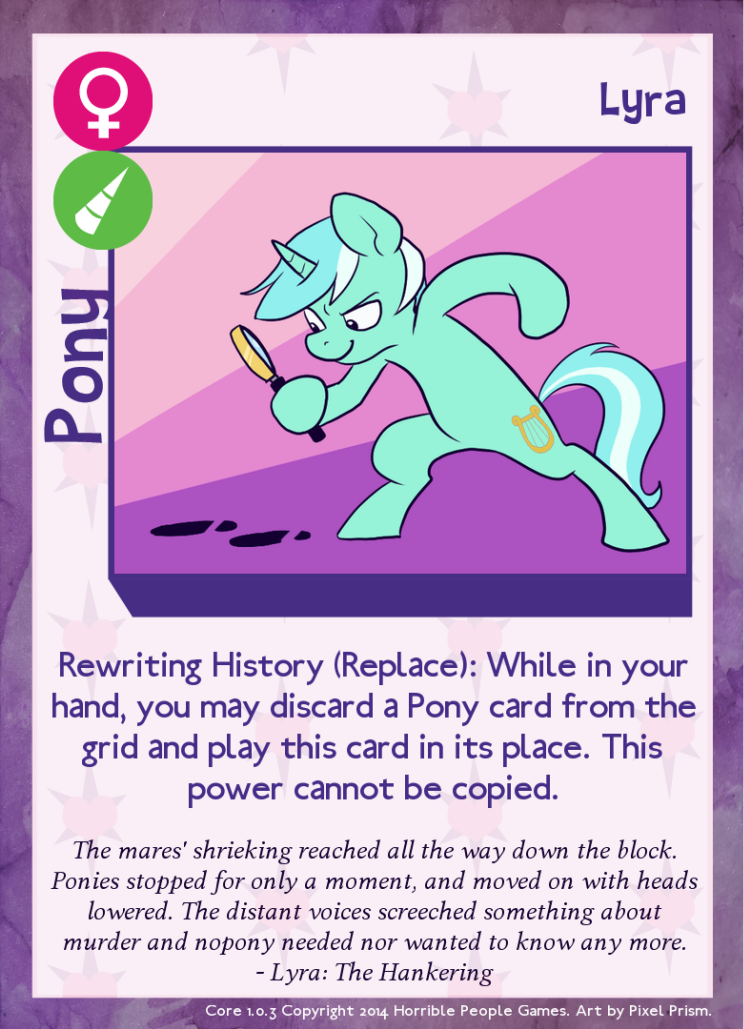 Lyra
Pony
Rewriting History (Replace): While in your
hand, you may discard a Pony card from the
grid and play this card in its place. This
power cannot be copied.
The mares' shrieking reached all the way down the block.
Ponies stopped for only a moment, and moved on with heads
lowered. The distant voices screeched something about
murder and nopony needed nor wanted to know any more.
- Lyra: The Hankering
Core 1.0.3 Copyright 2014 Horrible People Games. Art by Pixel Prism.